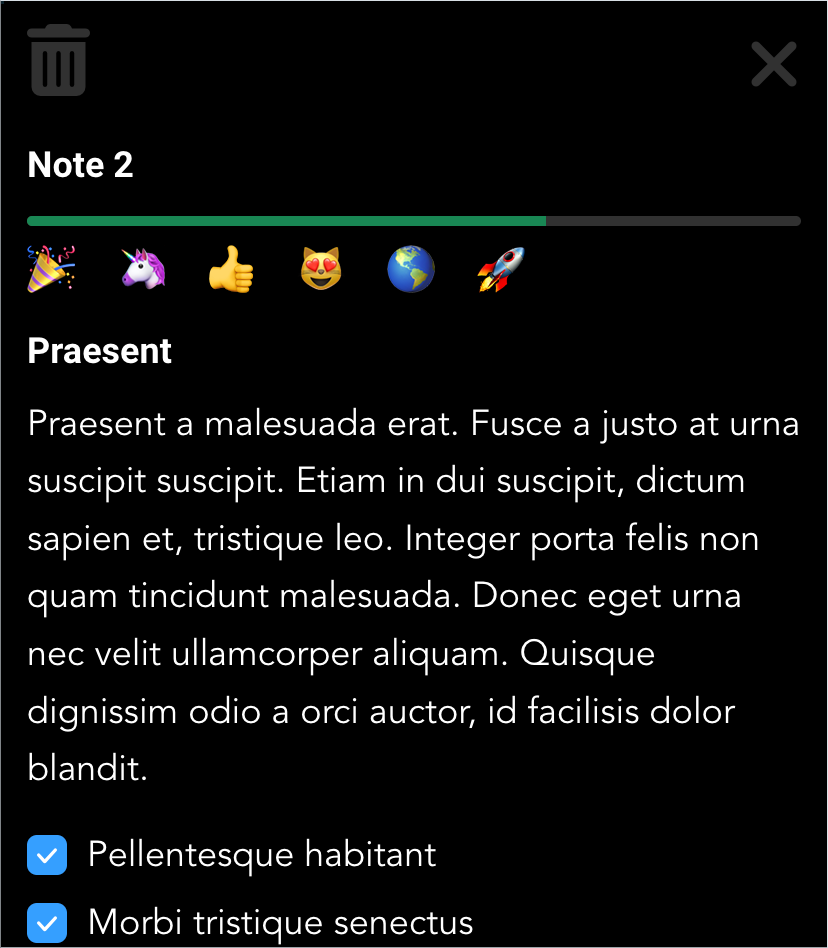 Note 2
🎉 🦄 👍 😻 🌎 🚀
Praesent
Praesent a malesuada erat. Fusce a justo at urna
suscipit suscipit. Etiam in dui suscipit, dictum
sapien et, tristique leo. Integer porta felis non
quam tincidunt malesuada. Donec eget urna
nec velit ullamcorper aliquam. Quisque
dignissim odio a orci auctor, id facilisis dolor
blandit.
Pellentesque habitant
Morbi tristique senectus